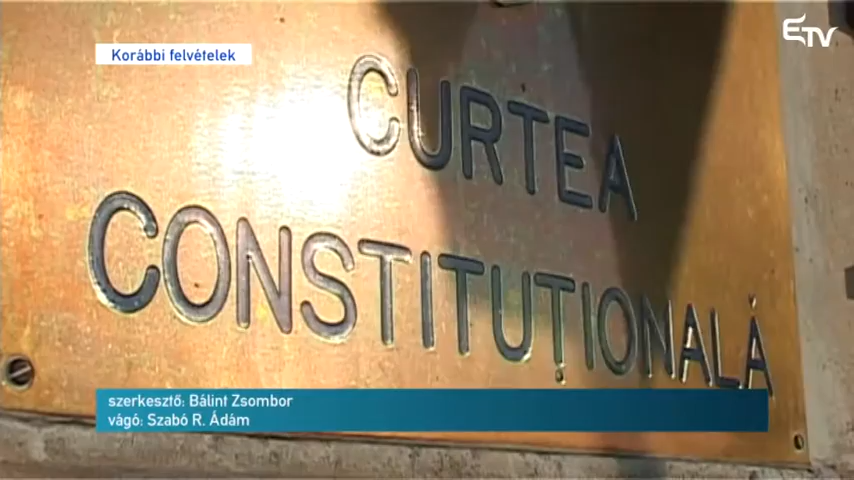 ETV
Korábbi felvételek
CURTEA
CONSTITUȚIONALĂ
szerkesztő: Bálint Zsombor
vágó: Szabó R. Ádám